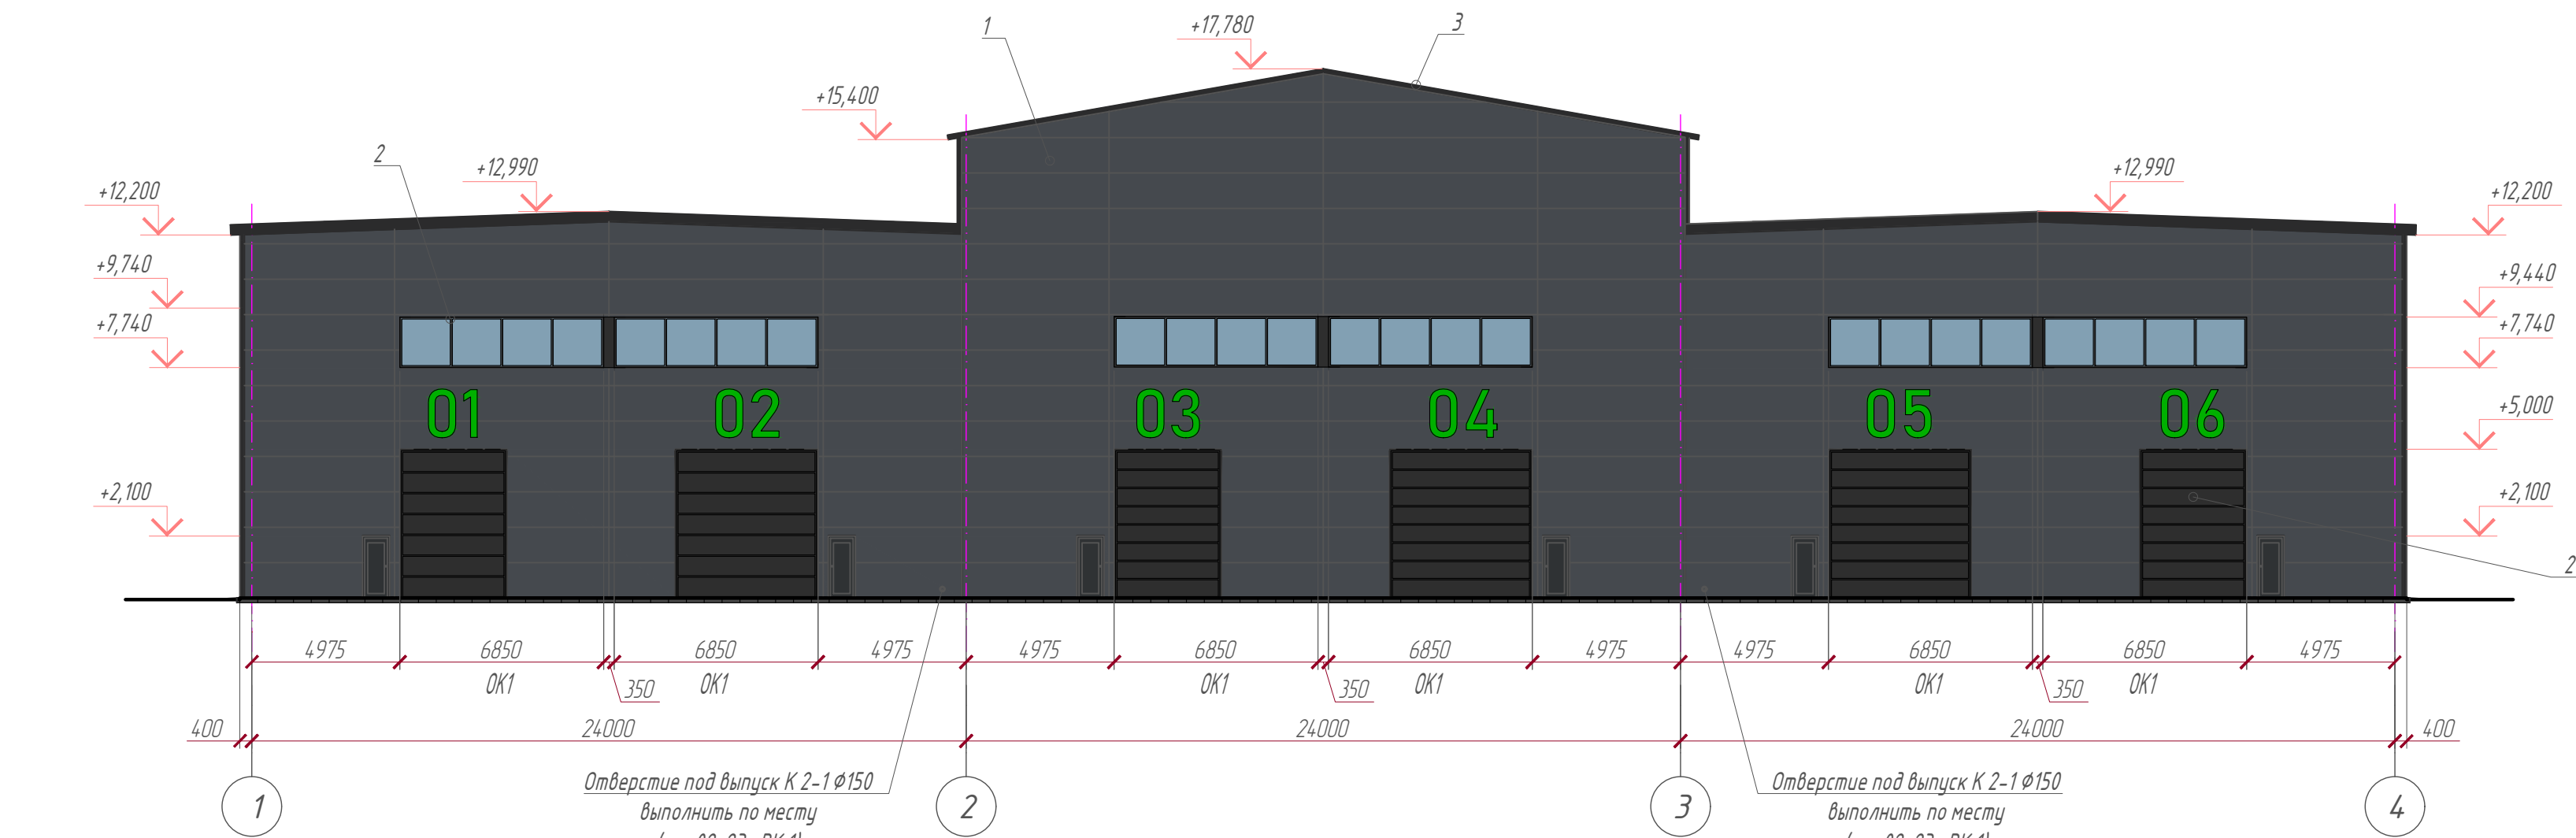 1
+17,780
3
+15,400
2
+12,990
+12,990
+12,200
+12,200
+9,740
+9,440
+7,740
+7,740
01 02 03 04 05 06
+5,000
+2,100
+2,100
2
4975 6850 6850 4975 4975 6850 6850 4975 4975 6850 6850 4975
ОК1 350 ОК1 ОК1 350 ОК1 ОК1 350 ОК1
400 24000 24000 24000 400
Отверстие под выпуск К 2-1 ф150
выполнить по месту
Отверстие под выпуск К 2-1 ф150
выполнить по месту
1 2 3 4